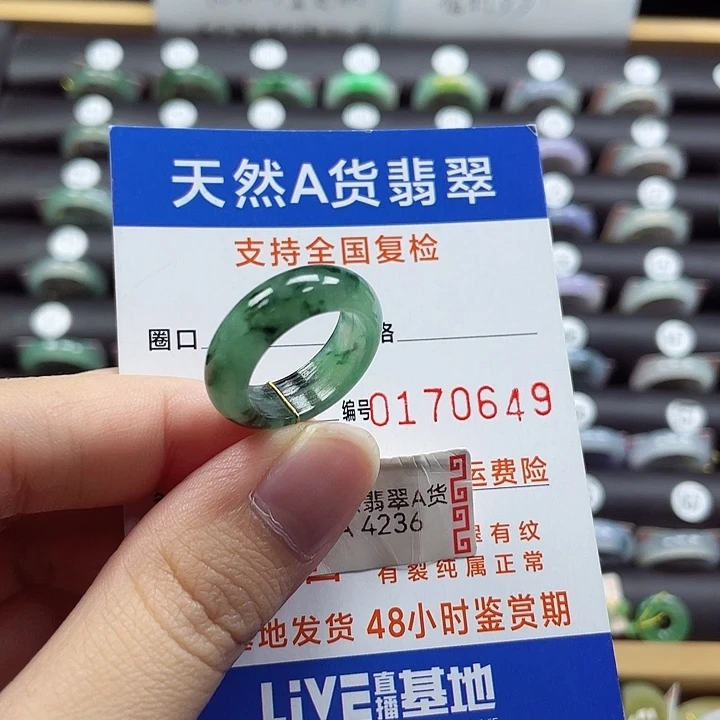 天然A货翡翠
支持全国复检
圈口
格
编号0170649
运费险
翡翠A货
A 4236
有纹
有裂纯属正常
基地发货 48小时鉴赏期
LiVE直播基地